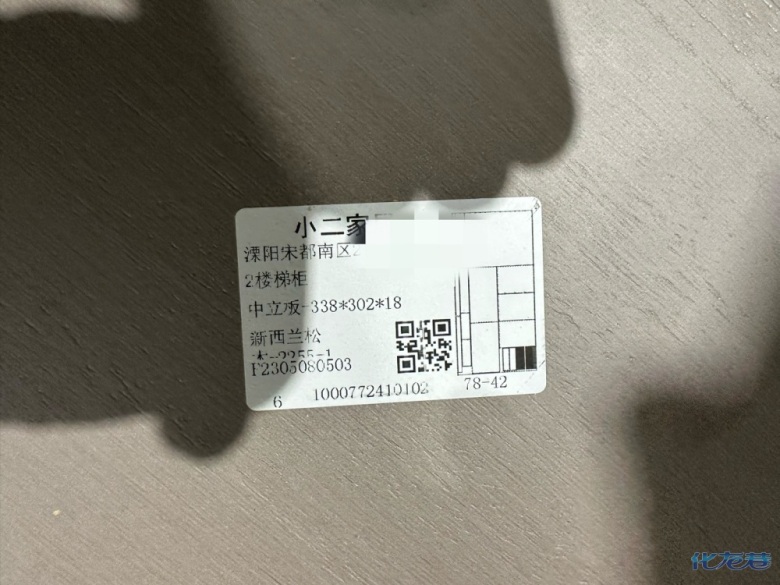 小二家
溧阳宋都南区2
2楼梯柜
中立板-338*302*18
新西兰松
F2305080503
6 1000772410102
78-42
化龙巷